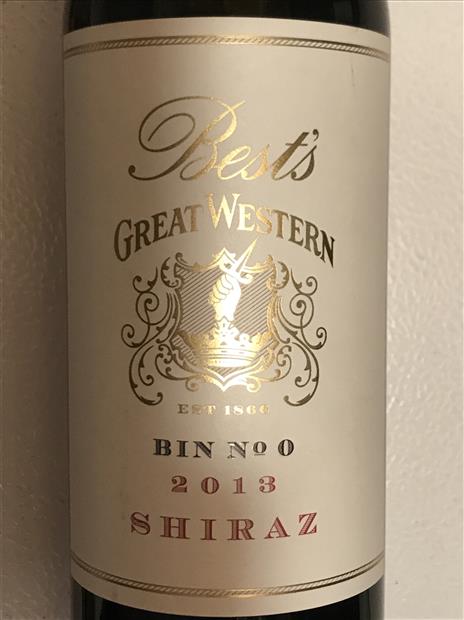 Best's
GREAT WESTERN
EST 1866
BIN No 0
2013
SHIRAZ